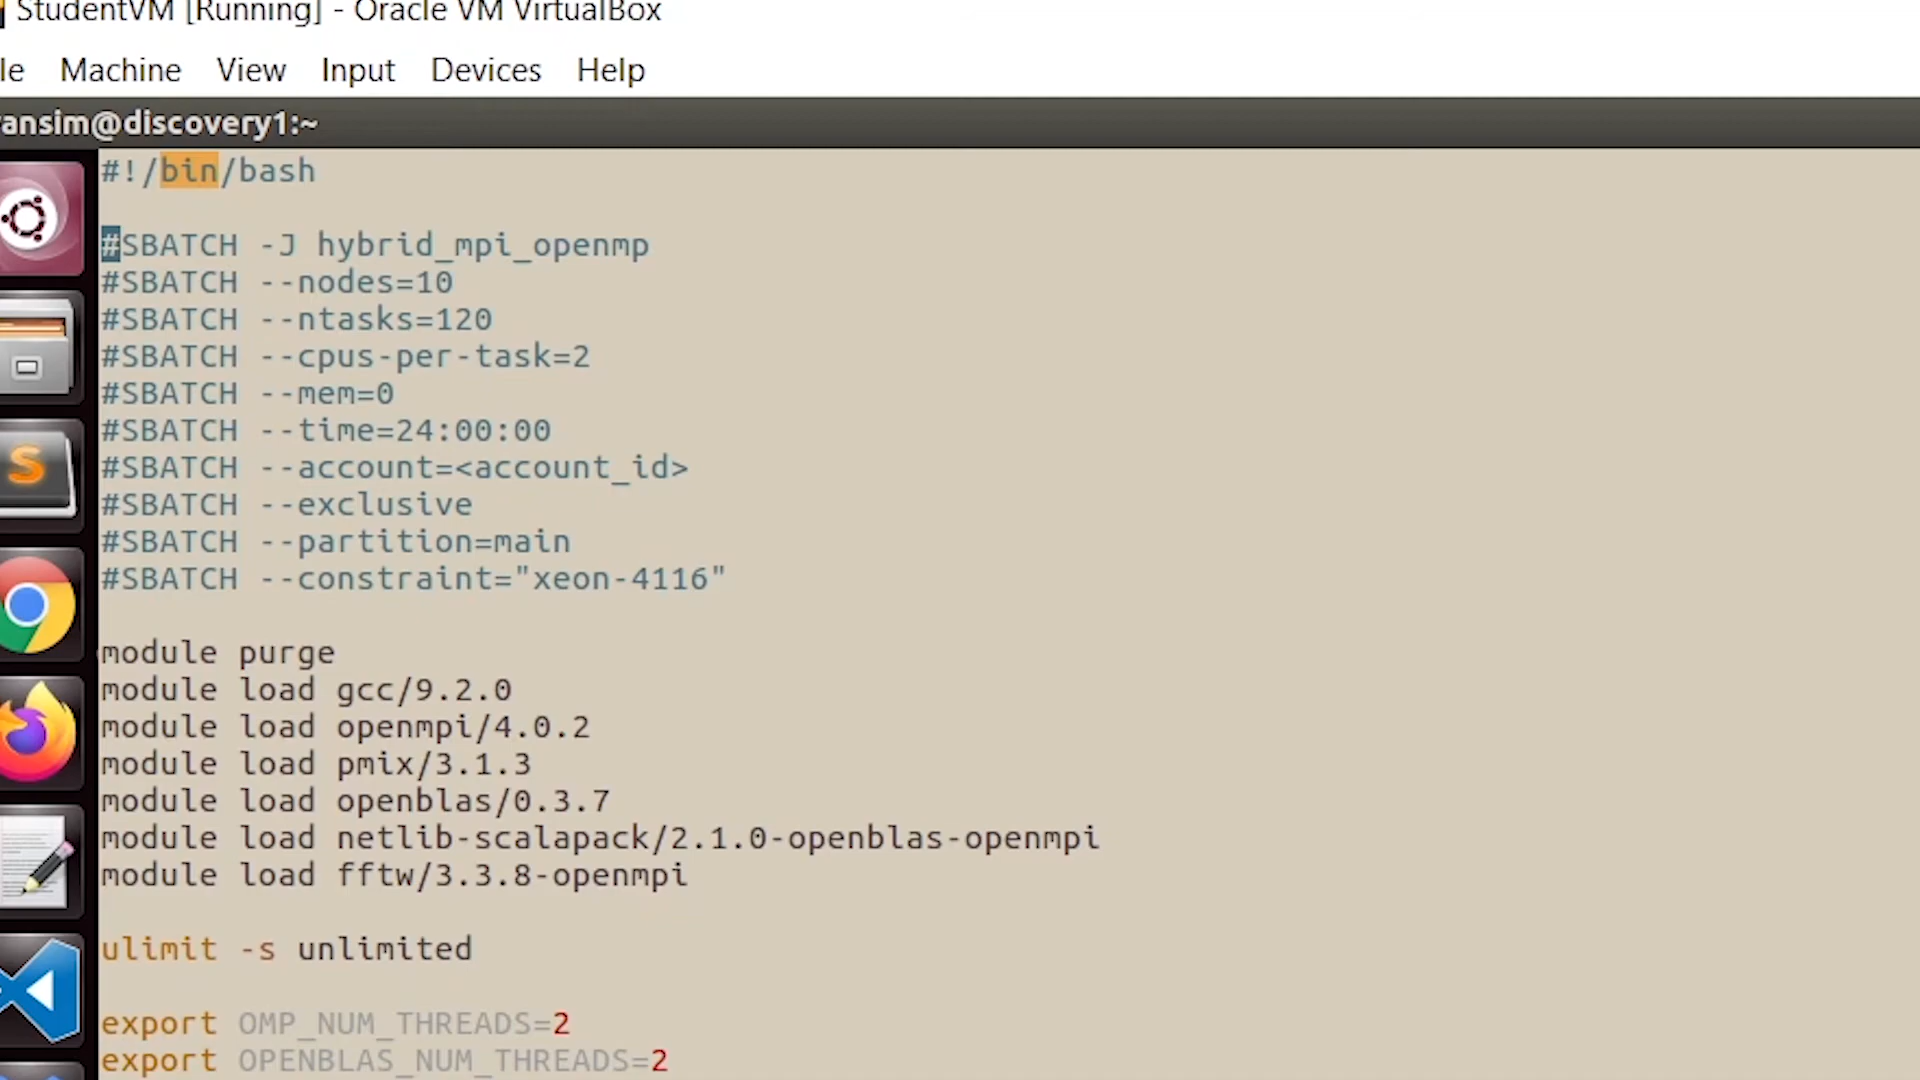 StudentVM [Running] - Oracle VM VirtualBox
le Machine View Input Devices Help
ansim@discovery1:~
#!/bin/bash
#SBATCH -J hybrid_mpi_openmp
#SBATCH --nodes=10
#SBATCH --ntasks=120
#SBATCH --cpus-per-task=2
#SBATCH --mem=0
#SBATCH --time=24:00:00
#SBATCH --account=<account_id>
#SBATCH --exclusive
#SBATCH --partition=main
#SBATCH --constraint="xeon-4116"
module purge
module load gcc/9.2.0
module load openmpi/4.0.2
module load pmix/3.1.3
module load openblas/0.3.7
module load netlib-scalapack/2.1.0-openblas-openmpi
module load fftw/3.3.8-openmpi
ulimit -s unlimited
export OMP_NUM_THREADS=2
export OPENBLAS_NUM_THREADS=2